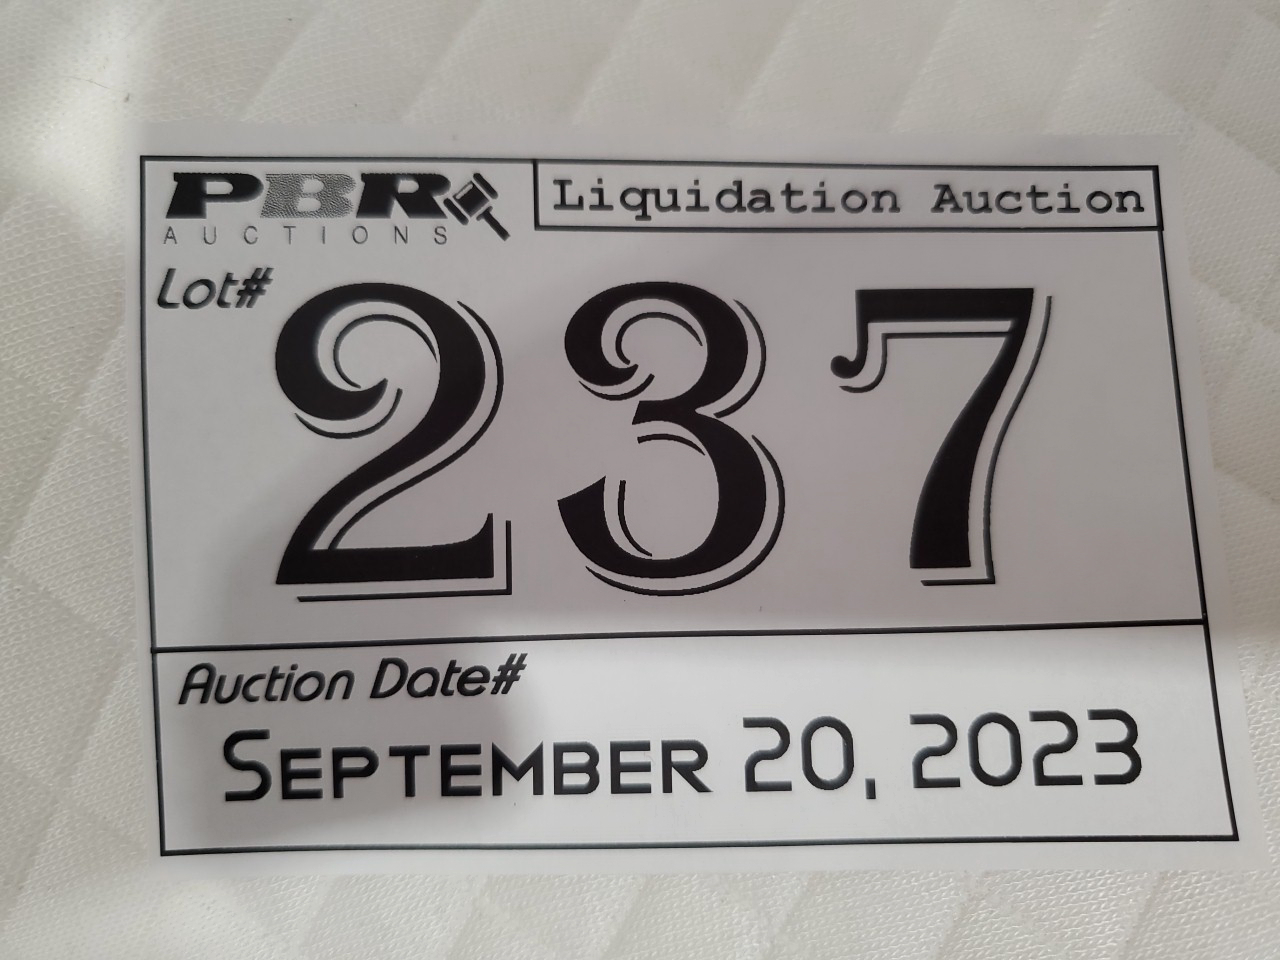 PBR
AUCTIONS
Liquidation Auction
Lot#
237
Auction Date#
September 20, 2023